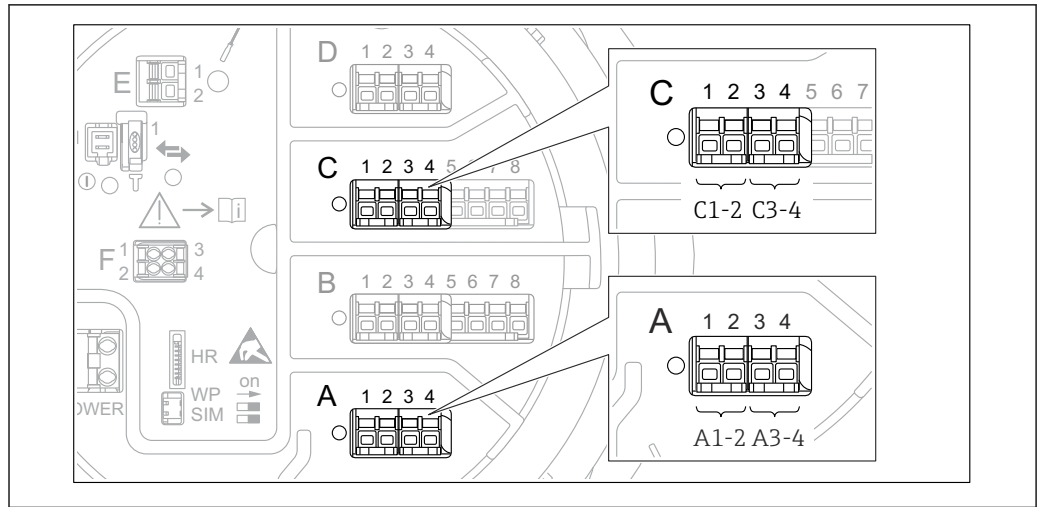 D 1 2 3 4
E 1
2
1
C 1 2 3 4 5 6 7 8
F 1 3
2 4
B 1 2 3 4 5 6 7 8
HR
WP on
SIM
OWER
A 1 2 3 4
C 1 2 3 4 5 6 7
C1-2 C3-4
A 1 2 3 4
A1-2 A3-4